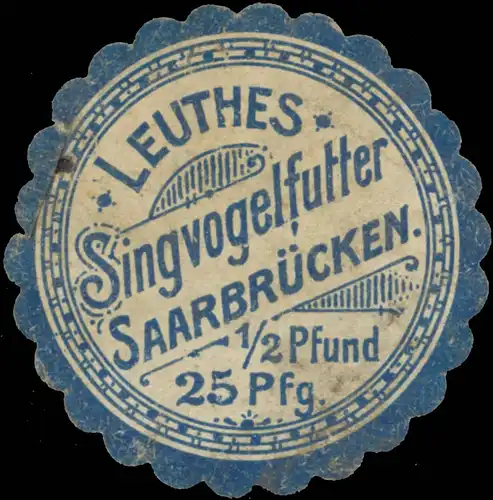 LEUTHES
Singvogelfutter
SAARBRÜCKEN.
1/2 Pfund
25 Pfg.